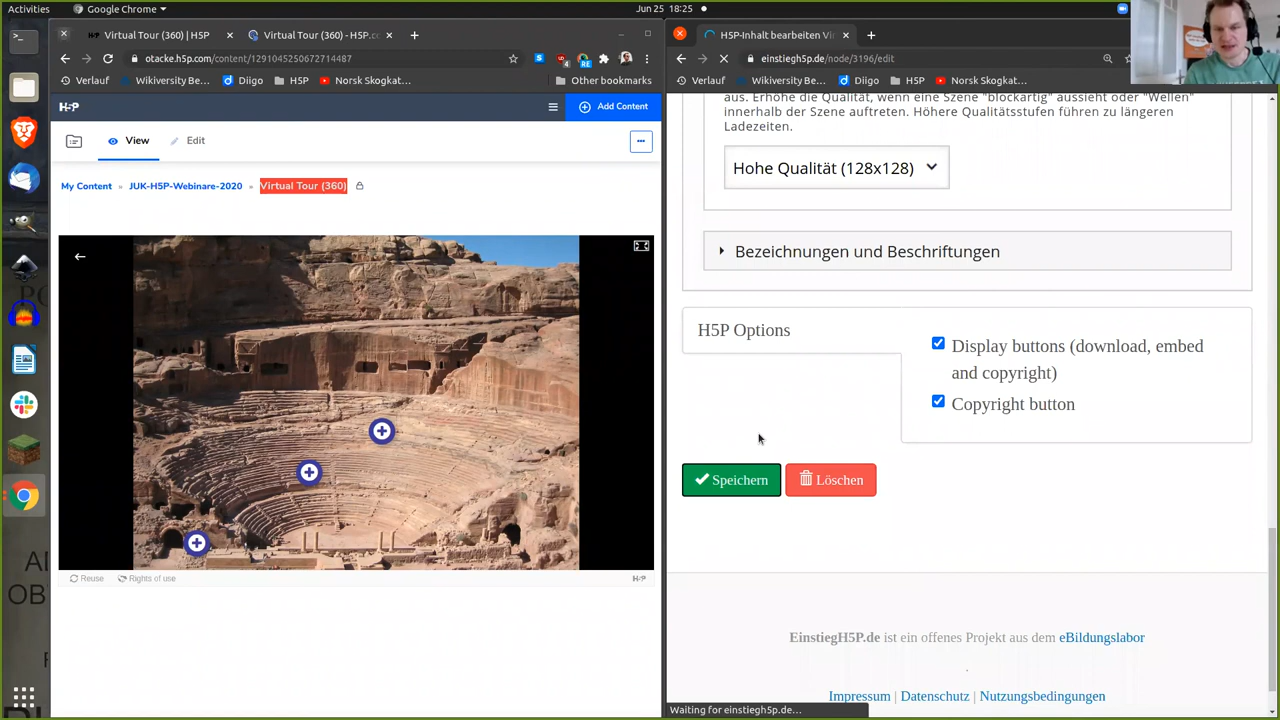 Activities
Google Chrome
Jun 25 18:25
Virtual Tour (360) | H5P
Virtual Tour (360) - H5P.c
otacke.h5p.com/content/1291045250672714487
Verlauf
Wikiversity Be
Diigo
H5P
Norsk Skogkat
Other bookmarks
H5P
Add Content
View
Edit
My Content » JUK-H5P-Webinare-2020 » Virtual Tour (360)
Reuse
Rights of use
H5P
H5P-Inhalt bearbeiten Vi
einstiegh5p.de/node/3196/edit
Verlauf
Wikiversity Be
Diigo
H5P
Norsk Skogkat
aus. Erhöhe die Qualität, wenn eine Szene "blockartig" aussieht oder "Wellen"
innerhalb der Szene auftreten. Höhere Qualitätsstufen führen zu längeren
Ladezeiten.
Hohe Qualität (128x128)
Bezeichnungen und Beschriftungen
H5P Options
Display buttons (download, embed
and copyright)
Copyright button
Speichern
Löschen
EinstiegH5P.de ist ein offenes Projekt aus dem eBildungslabor
.
Impressum | Datenschutz | Nutzungsbedingungen
Waiting for einstiegh5p.de...